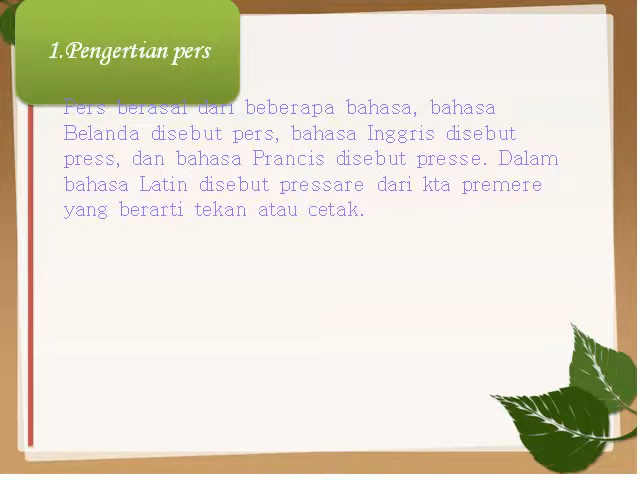 1.Pengertian pers
Pers berasal dari beberapa bahasa, bahasa
Belanda disebut pers, bahasa Inggris disebut
press, dan bahasa Prancis disebut presse. Dalam
bahasa Latin disebut pressare dari kta premere
yang berarti tekan atau cetak.